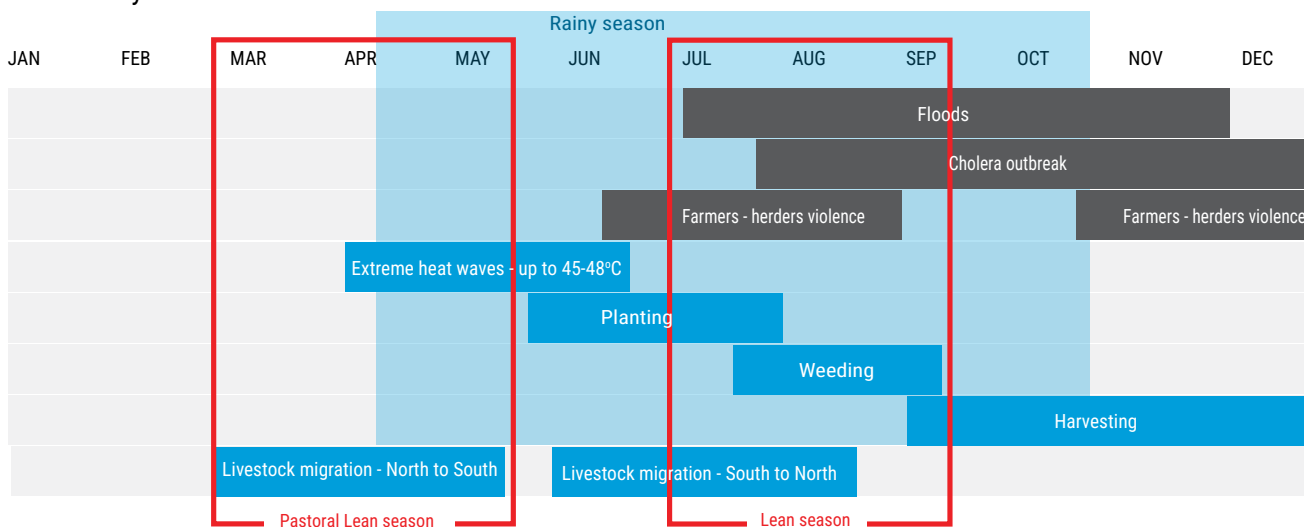 Rainy season
JAN FEB MAR APR MAY JUN JUL AUG SEP OCT NOV DEC
Floods
Cholera outbreak
Farmers - herders violence Farmers - herders violence
Extreme heat waves - up to 45-48°C
Planting
Weeding
Harvesting
Livestock migration - North to South Livestock migration - South to North
Pastoral Lean season Lean season